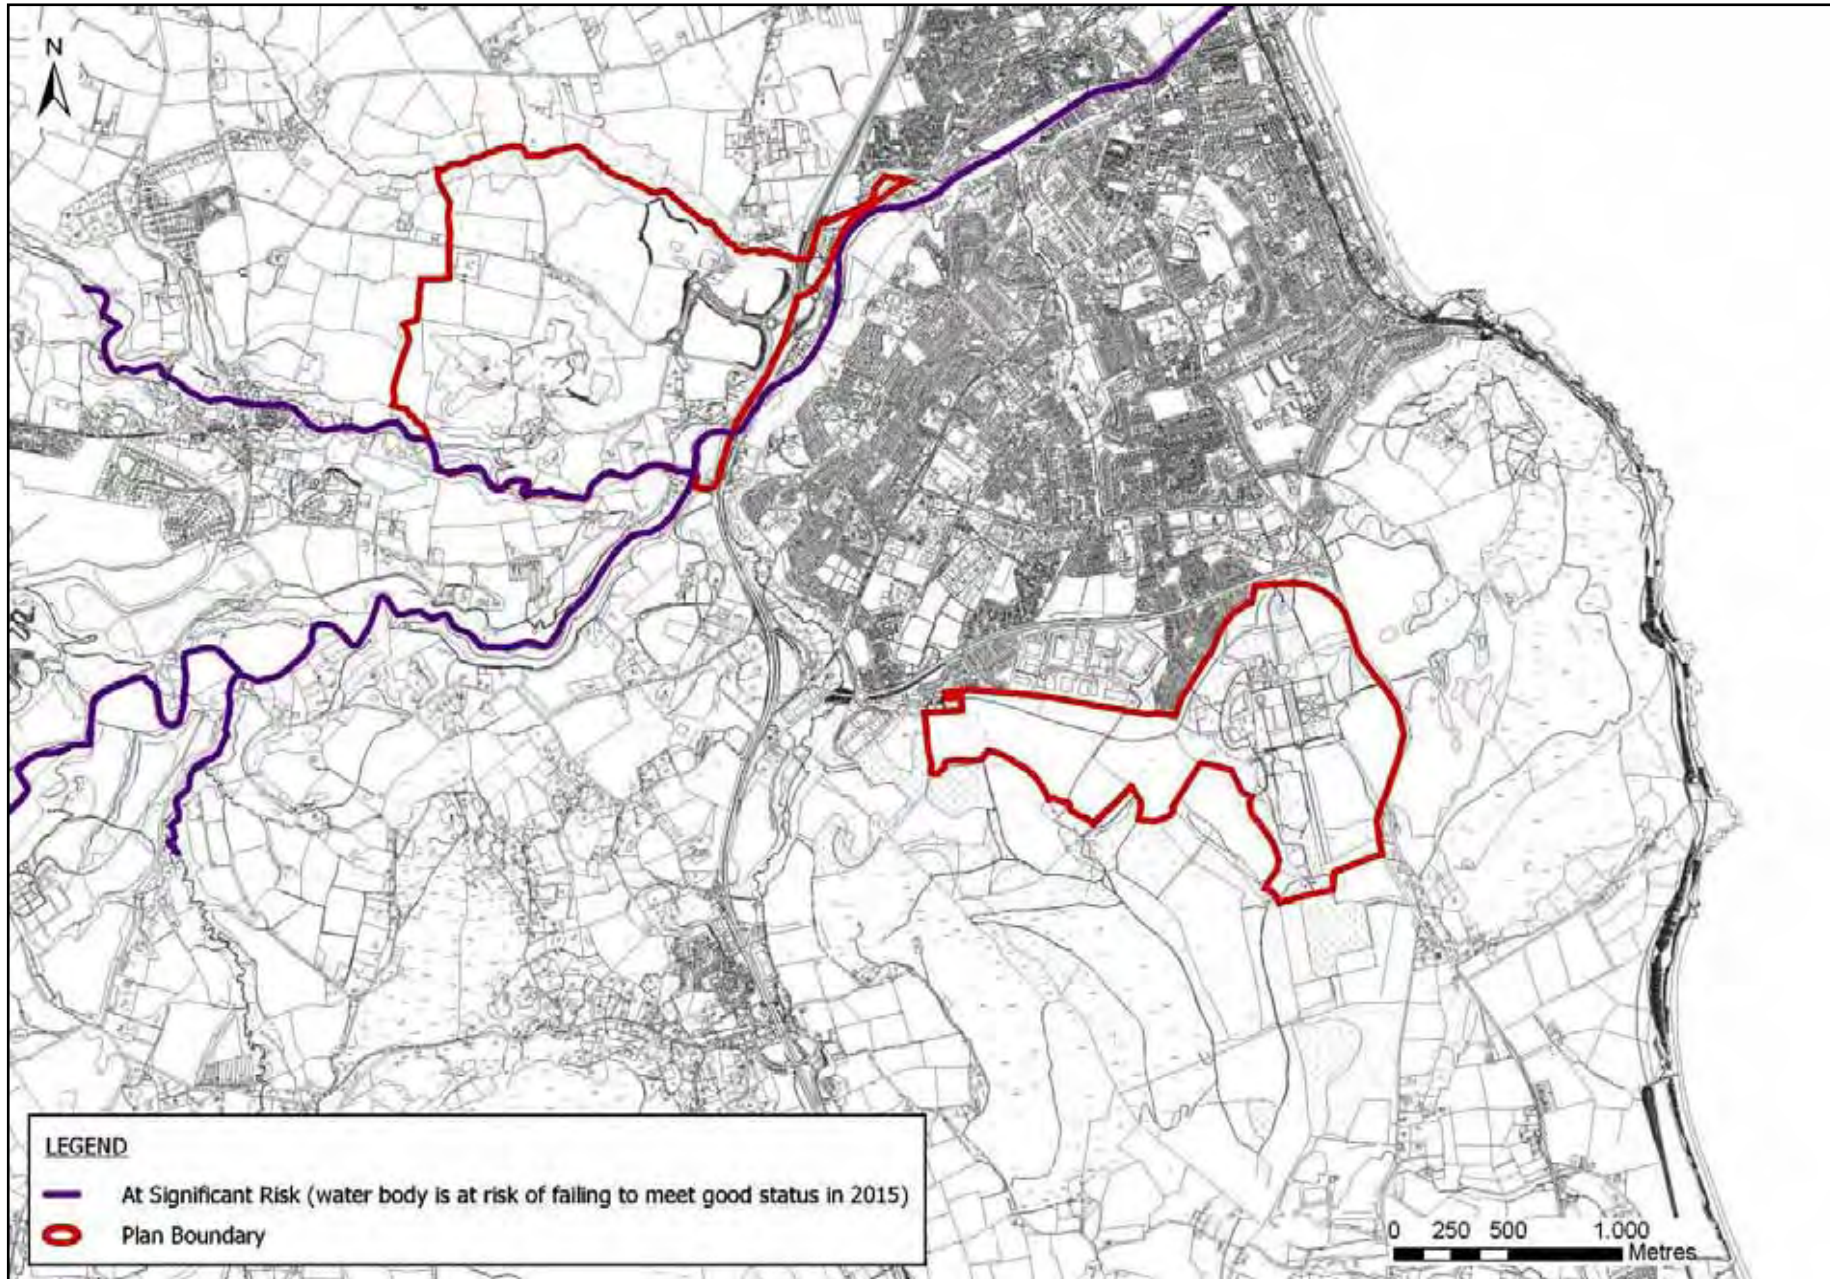 N
LEGEND
At Significant Risk (water body is at risk of failing to meet good status in 2015)
Plan Boundary
0 250 500 1.000
Metres